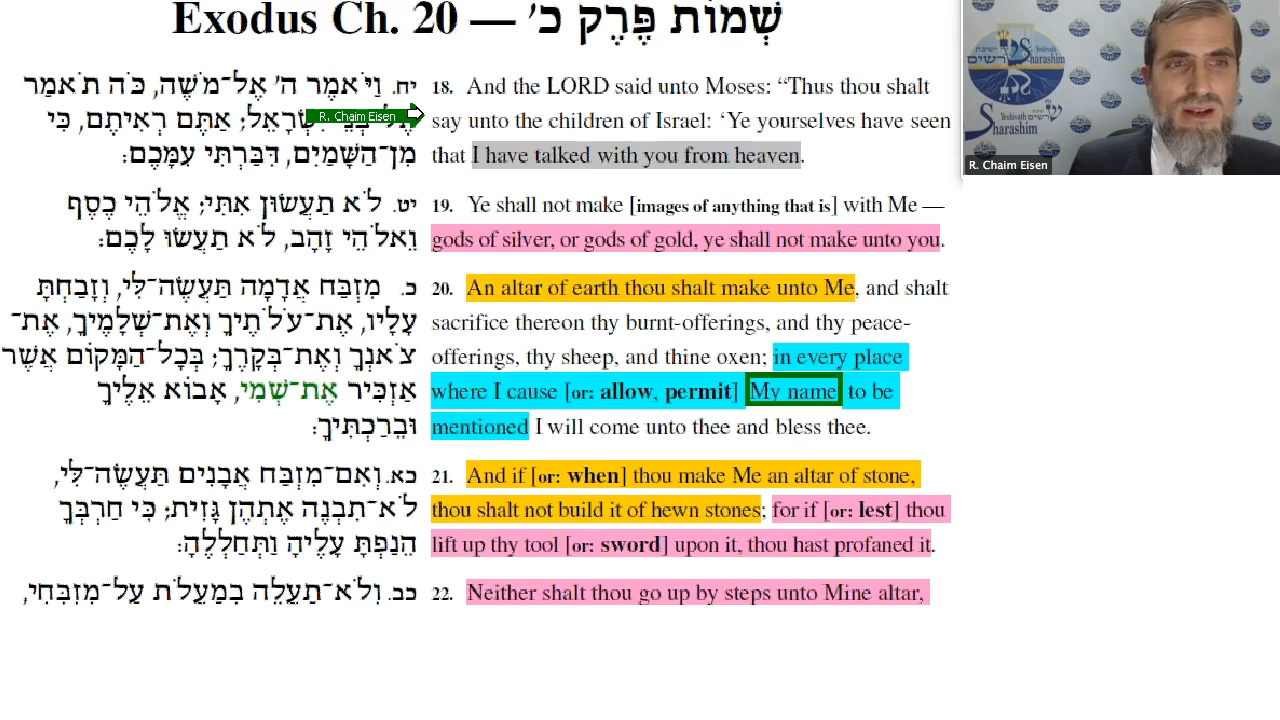 Exodus Ch. 20 — שְׁמוֹת פֶּרֶק כ׳
יח. וַיֹּאמֶר ה׳ אֶל־מֹשֶׁה, כֹּה תֹאמַר
בְּנֵי יִשְׂרָאֵל; אַתֶּם רְאִיתֶם, כִּי
מִן־הַשָּׁמַיִם, דִּבַּרְתִּי עִמָּכֶם:
18. And the LORD said unto Moses: “Thus thou shalt
say unto the children of Israel: ‘Ye yourselves have seen
that I have talked with you from heaven.
R. Chaim Eisen
יט. לֹא תַעֲשׂוּן אִתִּי; אֱלֹהֵי כֶסֶף
וֵאלֹהֵי זָהָב, לֹא תַעֲשׂוּ לָכֶם:
19. Ye shall not make [images of anything that is] with Me —
gods of silver, or gods of gold, ye shall not make unto you.
כ. מִזְבַּח אֲדָמָה תַּעֲשֶׂה־לִּי, וְזָבַחְתָּ
עָלָיו, אֶת־עֹלֹתֶיךָ וְאֶת־שְׁלָמֶיךָ, אֶת־
צֹאנְךָ וְאֶת־בְּקָרֶךָ; בְּכָל־הַמָּקוֹם אֲשֶׁר
אַזְכִּיר אֶת־שְׁמִי, אָבוֹא אֵלֶיךָ
וּבֵרַכְתִּיךָ:
20. An altar of earth thou shalt make unto Me, and shalt
sacrifice thereon thy burnt-offerings, and thy peace-
offerings, thy sheep, and thine oxen; in every place
where I cause [or: allow, permit] My name to be
mentioned I will come unto thee and bless thee.
כא. וְאִם־מִזְבַּח אֲבָנִים תַּעֲשֶׂה־לִּי,
לֹא־תִבְנֶה אֶתְהֶן גָּזִית; כִּי חַרְבְּךָ
הֵנַפְתָּ עָלֶיהָ וַתְּחַלְלֶהָ:
21. And if [or: when] thou make Me an altar of stone,
thou shalt not build it of hewn stones; for if [or: lest] thou
lift up thy tool [or: sword] upon it, thou hast profaned it.
כב. וְלֹא־תַעֲלֶה בְמַעֲלֹת עַל־מִזְבְּחִי,
22. Neither shalt thou go up by steps unto Mine altar,
Yeshivath
Sharashim
Yeshivath
Sharashim
R. Chaim Eisen